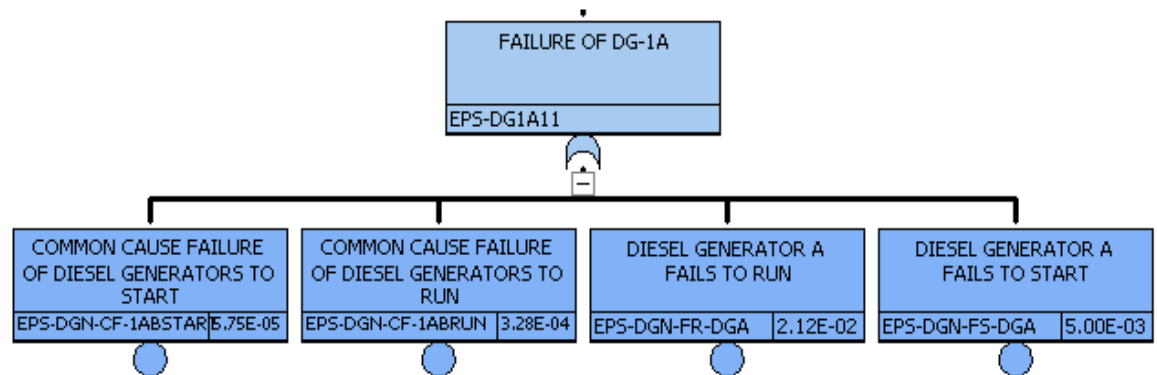 FAILURE OF DG-1A
EPS-DG1A11
COMMON CAUSE FAILURE
OF DIESEL GENERATORS TO
START
EPS-DGN-CF-1ABSTART
COMMON CAUSE FAILURE
OF DIESEL GENERATORS TO
RUN
EPS-DGN-CF-1ABRUN 3.28E-04
DIESEL GENERATOR A
FAILS TO RUN
EPS-DGN-FR-DGA 2.12E-02
DIESEL GENERATOR A
FAILS TO START
EPS-DGN-FS-DGA 5.00E-03